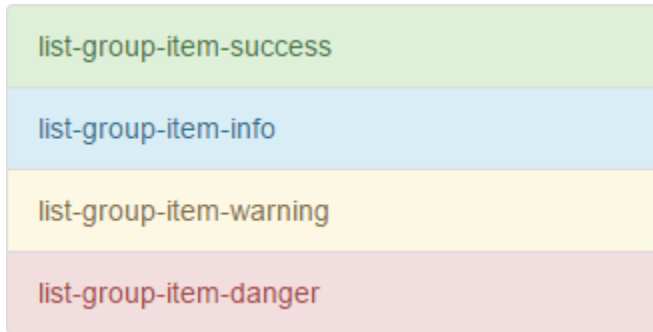 list-group-item-success
list-group-item-info
list-group-item-warning
list-group-item-danger